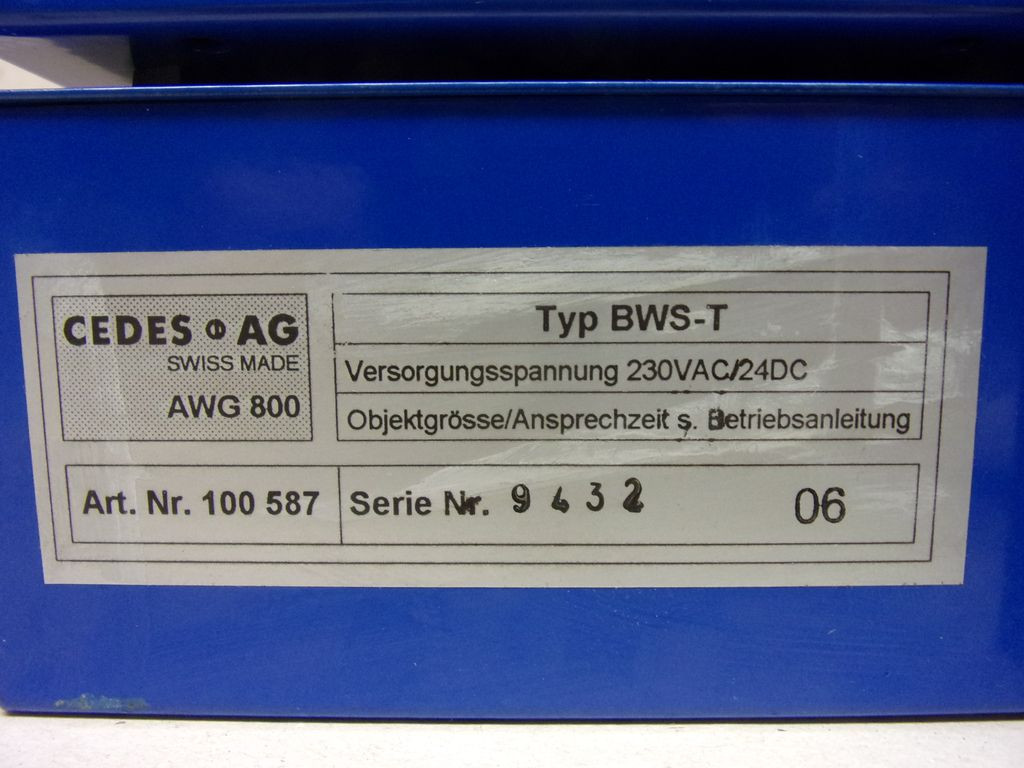 CEDES AG
SWISS MADE
AWG 800
Typ BWS-T
Versorgungsspannung 230VAC/24DC
Objektgrösse/Ansprechzeit s. Betriebsanleitung
Art. Nr. 100 587
Serie Nr. 9432 06